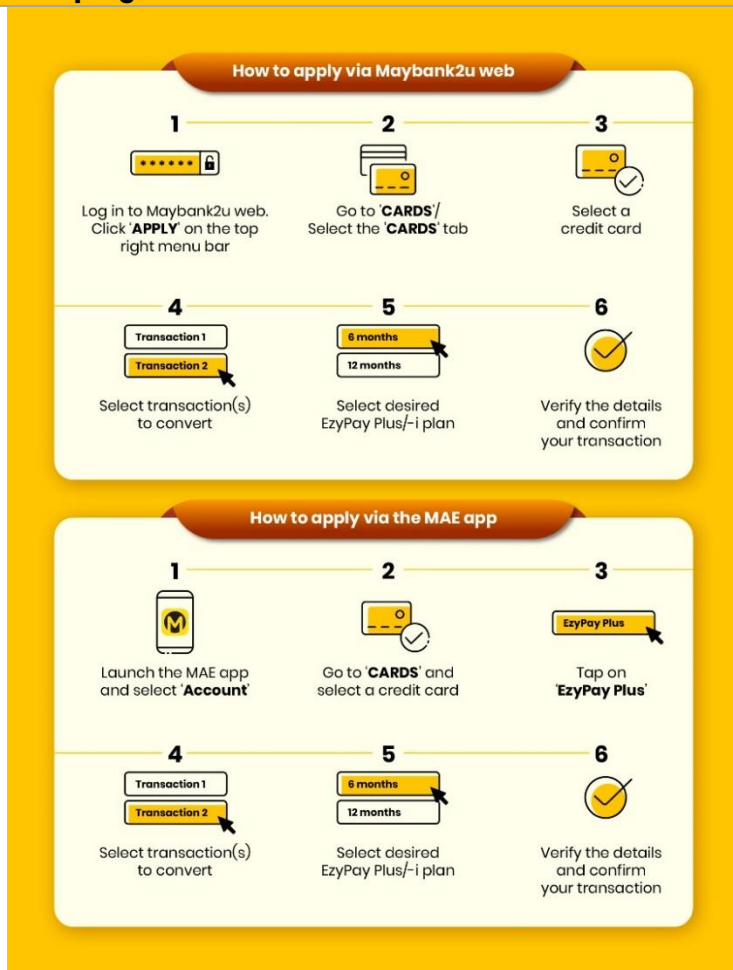 How to apply via Maybank2u web
1
2
3
Log in to Maybank2u web.
Click 'APPLY' on the top
right menu bar
Go to 'CARDS'/
Select the 'CARDS' tab
Select a
credit card
4
5
6
Transaction 1
Transaction 2
6 months
12 months
Select transaction(s)
to convert
Select desired
EzyPay Plus/-i plan
Verify the details
and confirm
your transaction
How to apply via the MAE app
1
2
3
M
EzyPay Plus
Launch the MAE app
and select 'Account'
Go to 'CARDS' and
select a credit card
Tap on
'EzyPay Plus'
4
5
6
Transaction 1
Transaction 2
6 months
12 months
Select transaction(s)
to convert
Select desired
EzyPay Plus/-i plan
Verify the details
and confirm
your transaction